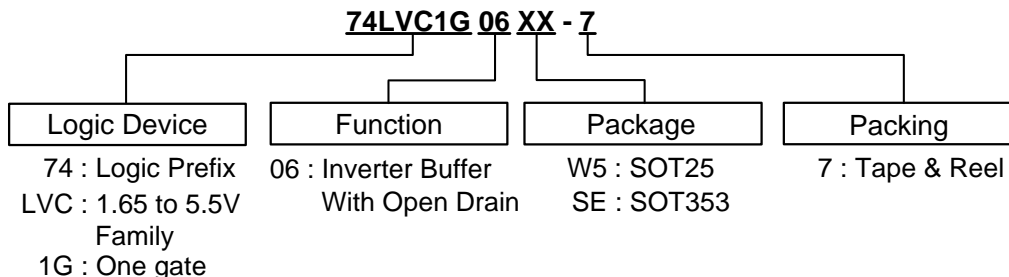 74LVC1G 06 XX - 7
Logic Device
74 : Logic Prefix
LVC : 1.65 to 5.5V
Family
1G : One gate
Function
06 : Inverter Buffer
With Open Drain
Package
W5 : SOT25
SE : SOT353
Packing
7 : Tape & Reel